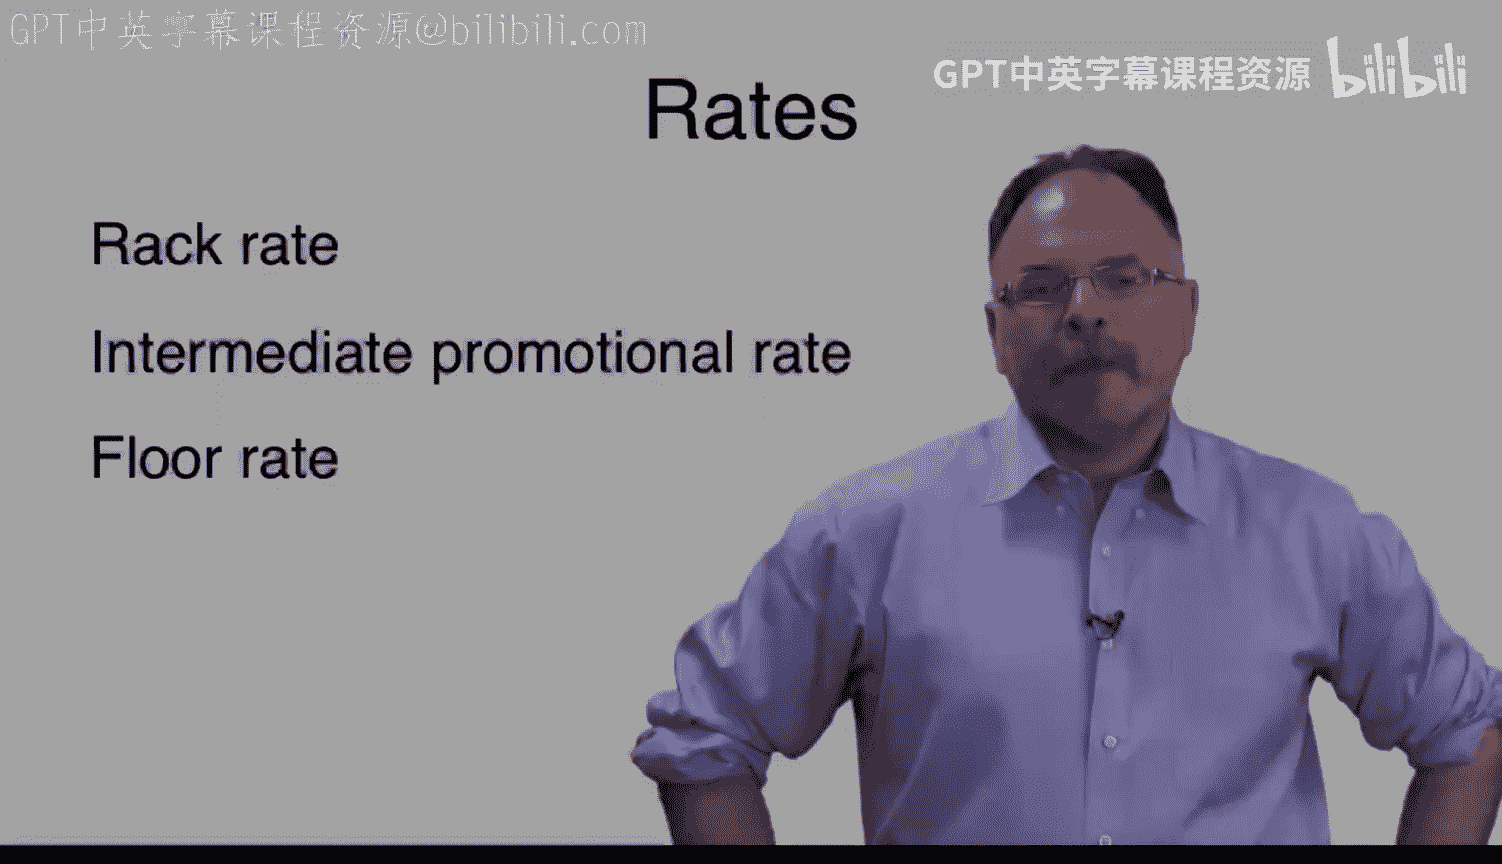 GPT中英字幕课程资源@bilibili.com
GPT中英字幕课程资源 bilibili
Rates
Rack rate
Intermediate promotional rate
Floor rate